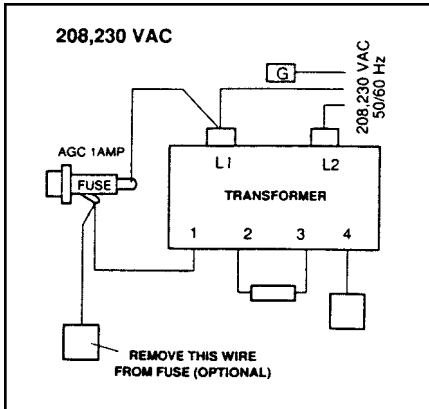 208,230 VAC
G
208,230 VAC
50/60 Hz
AGC 1AMP
FUSE
L1
L2
TRANSFORMER
1 2 3 4
REMOVE THIS WIRE
FROM FUSE (OPTIONAL)